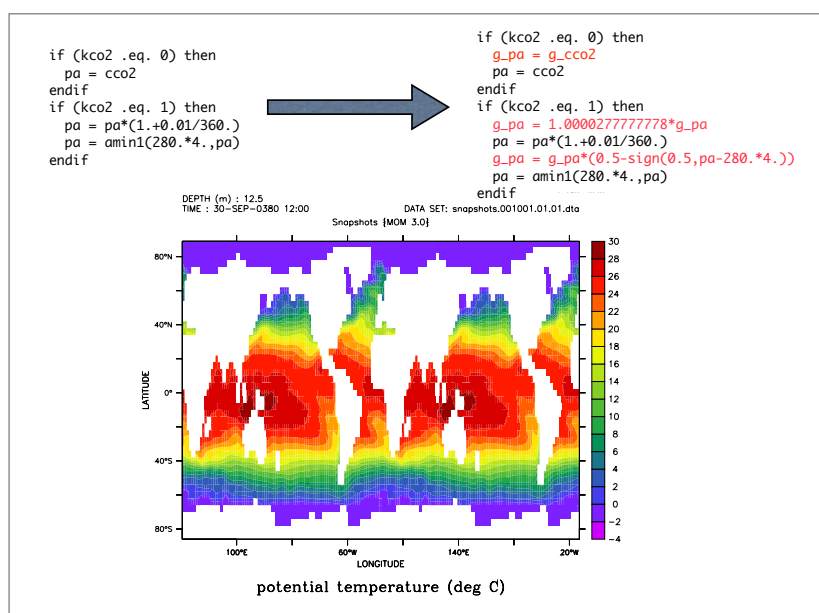 if (kco2 .eq. 0) then
  pa = cco2
endif
if (kco2 .eq. 1) then
  pa = pa*(1.+0.01/360.)
  pa = amin1(280.*4.,pa)
endif
if (kco2 .eq. 0) then
  g_pa = g_cco2
  pa = cco2
endif
if (kco2 .eq. 1) then
  g_pa = 1.0000277777778*g_pa
  pa = pa*(1.+0.01/360.)
  g_pa = g_pa*(0.5-sign(0.5,pa-280.*4.))
  pa = amin1(280.*4.,pa)
endif
DEPTH (m) : 12.5
TIME : 30-SEP-0380 12:00
DATA SET: snapshots.001001.01.01.dta
Snapshots {MOM 3.0}
LATITUDE
80°N
40°N
0°
40°S
80°S
100°E
60°W
140°E
20°W
LONGITUDE
30
28
26
24
22
20
18
16
14
12
10
8
6
4
2
0
-2
-4
potential temperature (deg C)